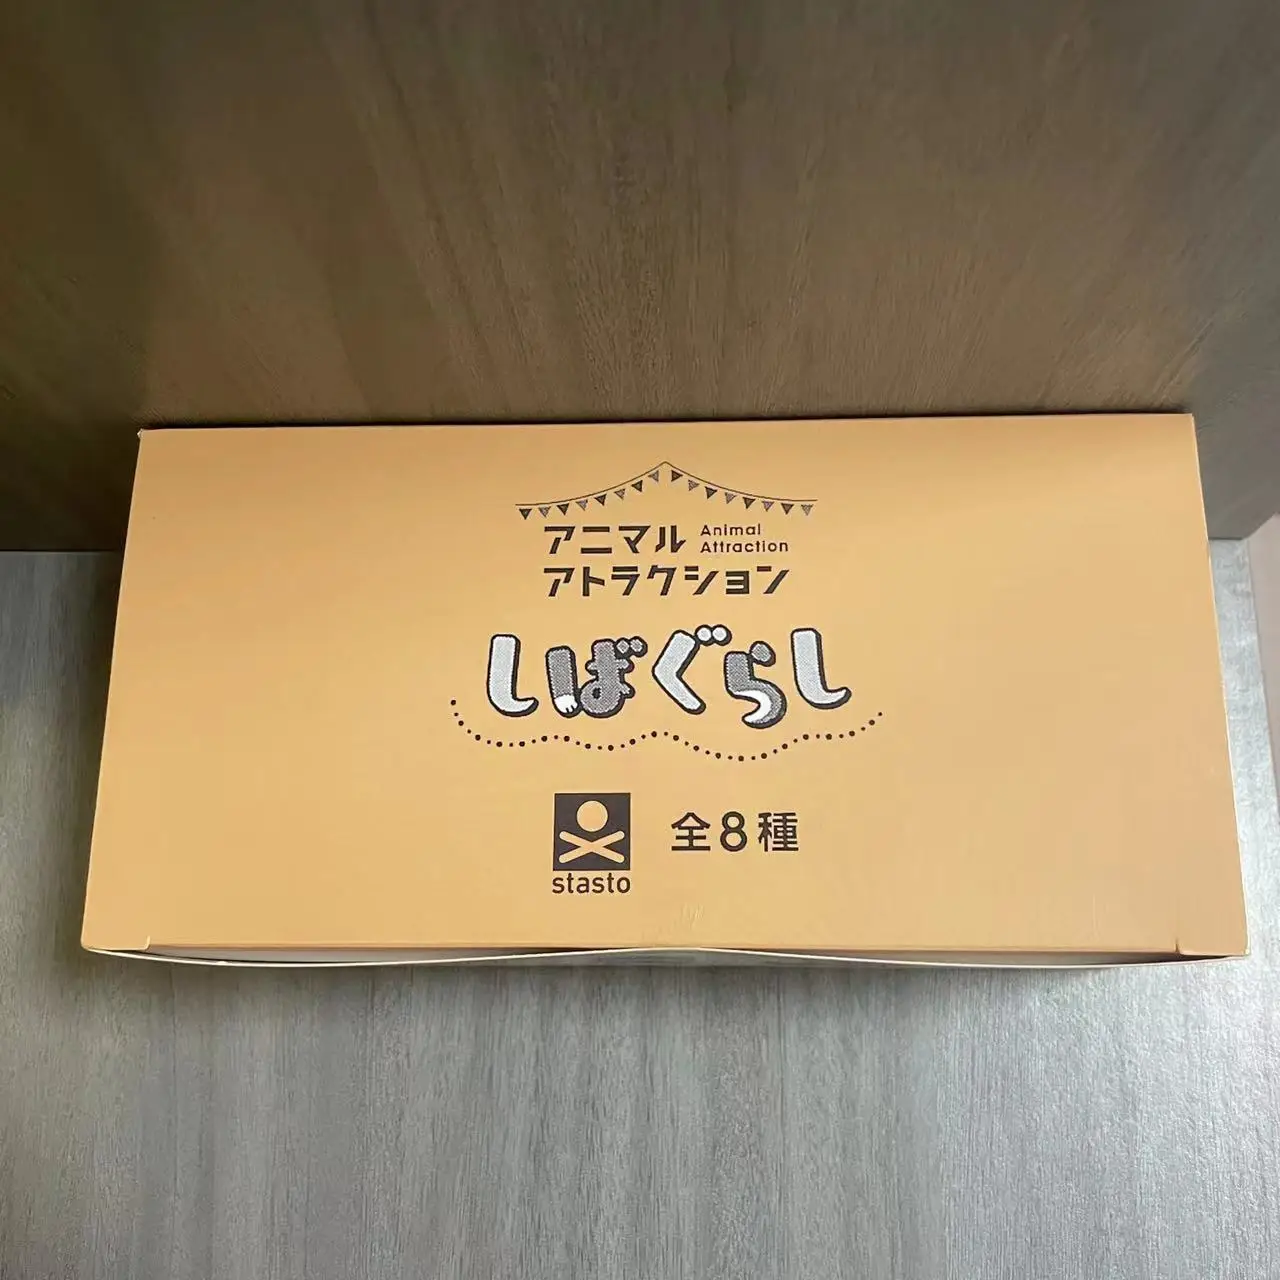 アニマル Animal
Attraction
アトラクション
しばぐらし
stasto
全8種